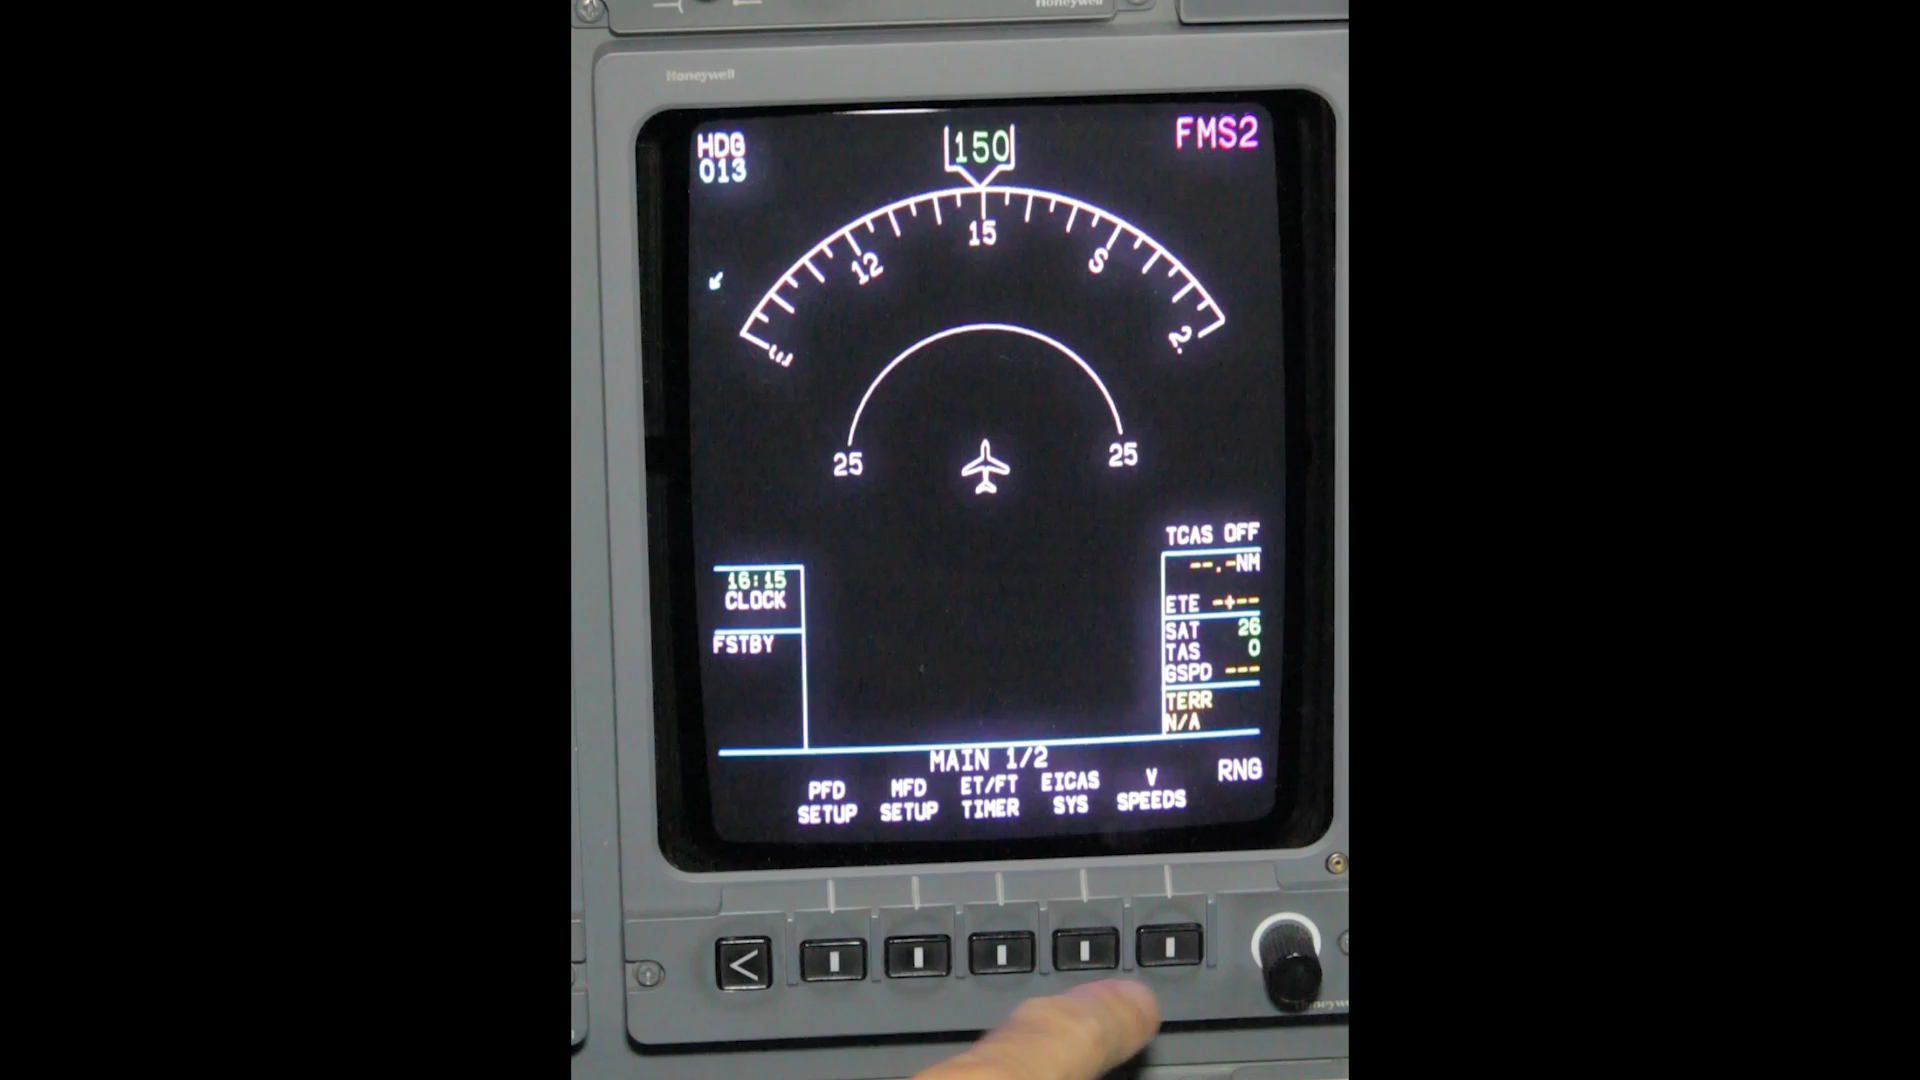 Honeywell
Honeywell
HDG
013
150
FMS2
12
15
S
E
25
25
TCAS OFF
--.-NM
ETE -+--
16:15
CLOCK
SAT 26
FSTBY
TAS 0
GSPD ---
TERR
N/A
MAIN 1/2
RNG
PFD
SETUP
MFD
SETUP
ET/FT
TIMER
EICAS
SYS
V
SPEEDS
<